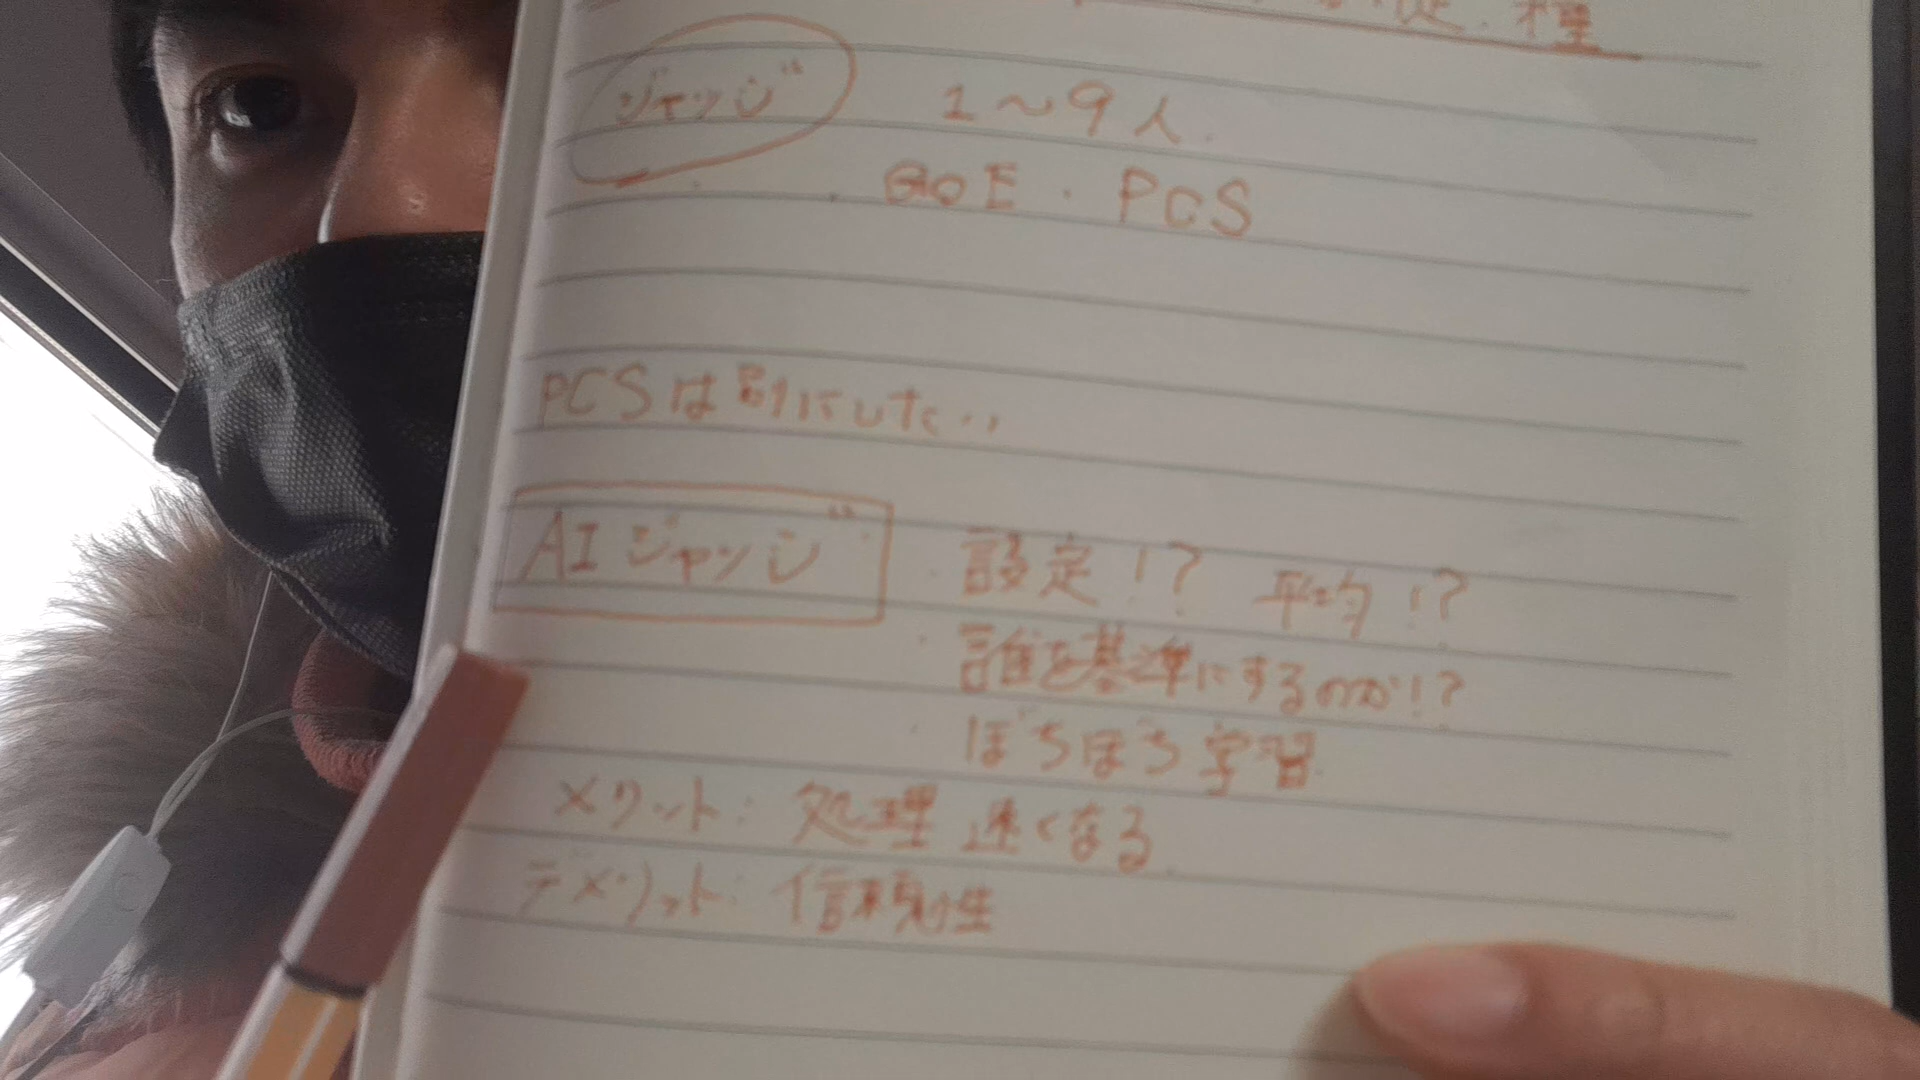 種
ジャッジ 1〜9人.
GOE・PCS
PCSは別にした..
AIジャッジ ・設定!? 平均!?
・誰を基準にするのか!?
・ぼちぼち学習
メリット: 処理 速くなる.
デメリット: 信頼性